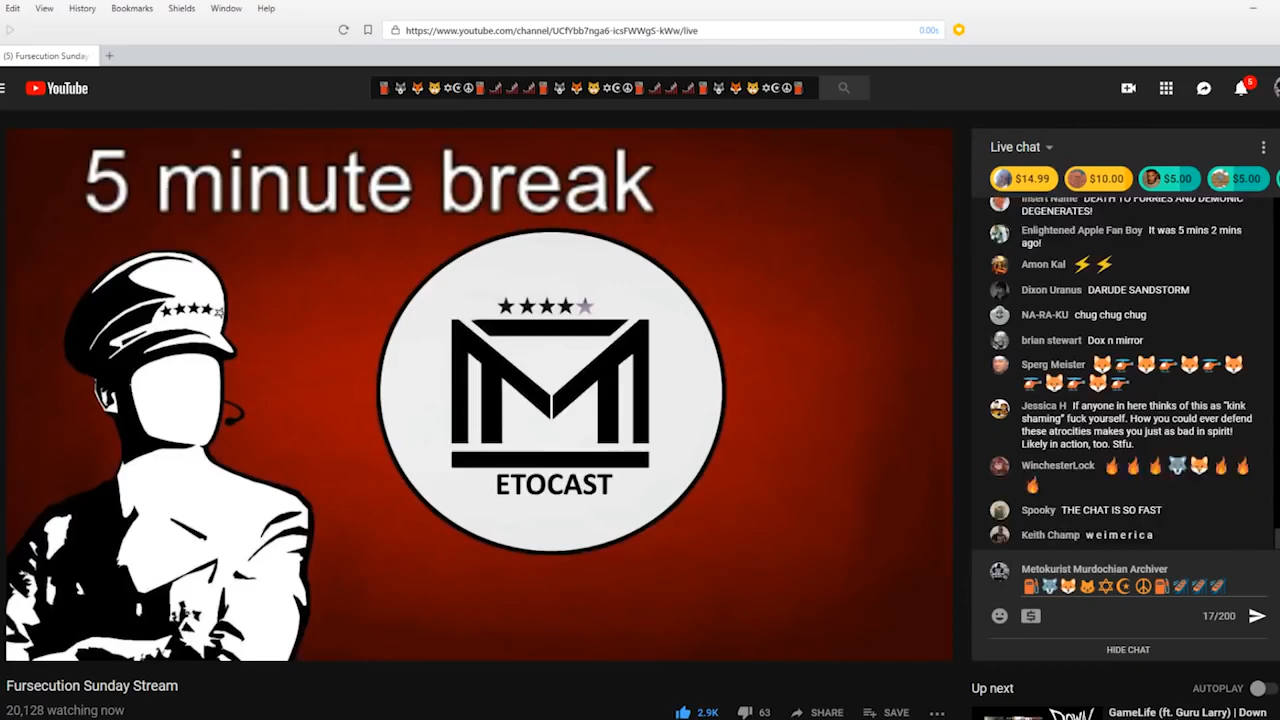 Edit View History Bookmarks Shields Window Help
https://www.youtube.com/channel/UCfYbb7nga6-icsFWWgS-kWw/live 0.00s
(5) Fursecution Sunday
YouTube
5
5 minute break
ETOCAST
Live chat
$14.99 $10.00 $5.00 $5.00
Insert Name DEATH TO FURRIES AND DEMONIC
DEGENERATES!
Enlightened Apple Fan Boy It was 5 mins 2 mins
ago!
Amon Kal ⚡⚡
Dixon Uranus DARUDE SANDSTORM
NA-RA-KU chug chug chug
brian stewart Dox n mirror
Sperg Meister 🦊🚁🦊🚁🦊🚁🦊
🚁🦊🚁🦊🚁
Jessica H If anyone in here thinks of this as "kink
shaming" fuck yourself. How you could ever defend
these atrocities makes you just as bad in spirit!
Likely in action, too. Stfu.
WinchesterLock 🔥🔥🔥🐺🦊🔥🔥
🔥
Spooky THE CHAT IS SO FAST
Keith Champ w e i m e r i c a
Metokurist Murdochian Archiver
17/200
HIDE CHAT
Fursecution Sunday Stream
20,128 watching now
2.9K 63 SHARE SAVE
Up next AUTOPLAY
GameLife (ft. Guru Larry) | Down